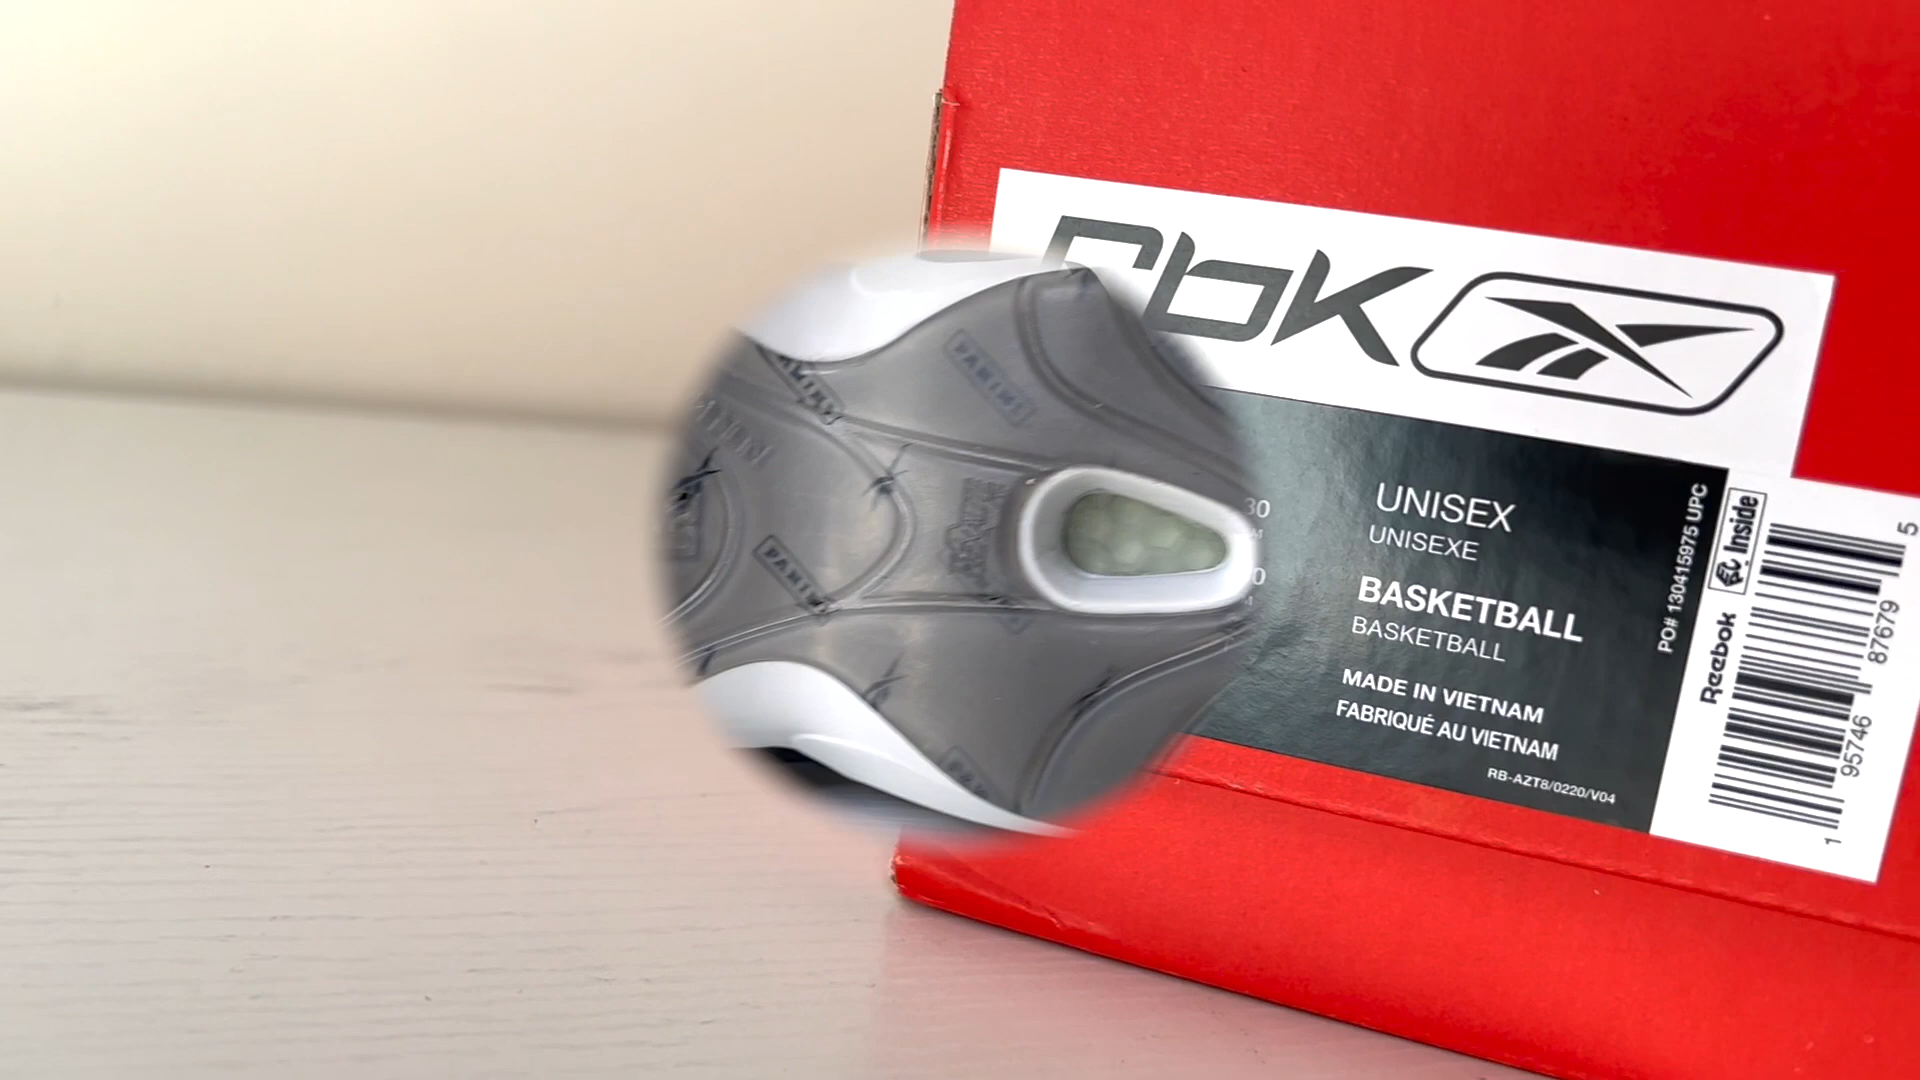 Rbk
UNISEX
UNISEXE
BASKETBALL
BASKETBALL
MADE IN VIETNAM
FABRIQUÉ AU VIETNAM
RB-AZT8/0220/V04
PO# 130415975 UPC
Inside
Reebok
1 95746 87679 5
PANINI
PANINI
PANINI